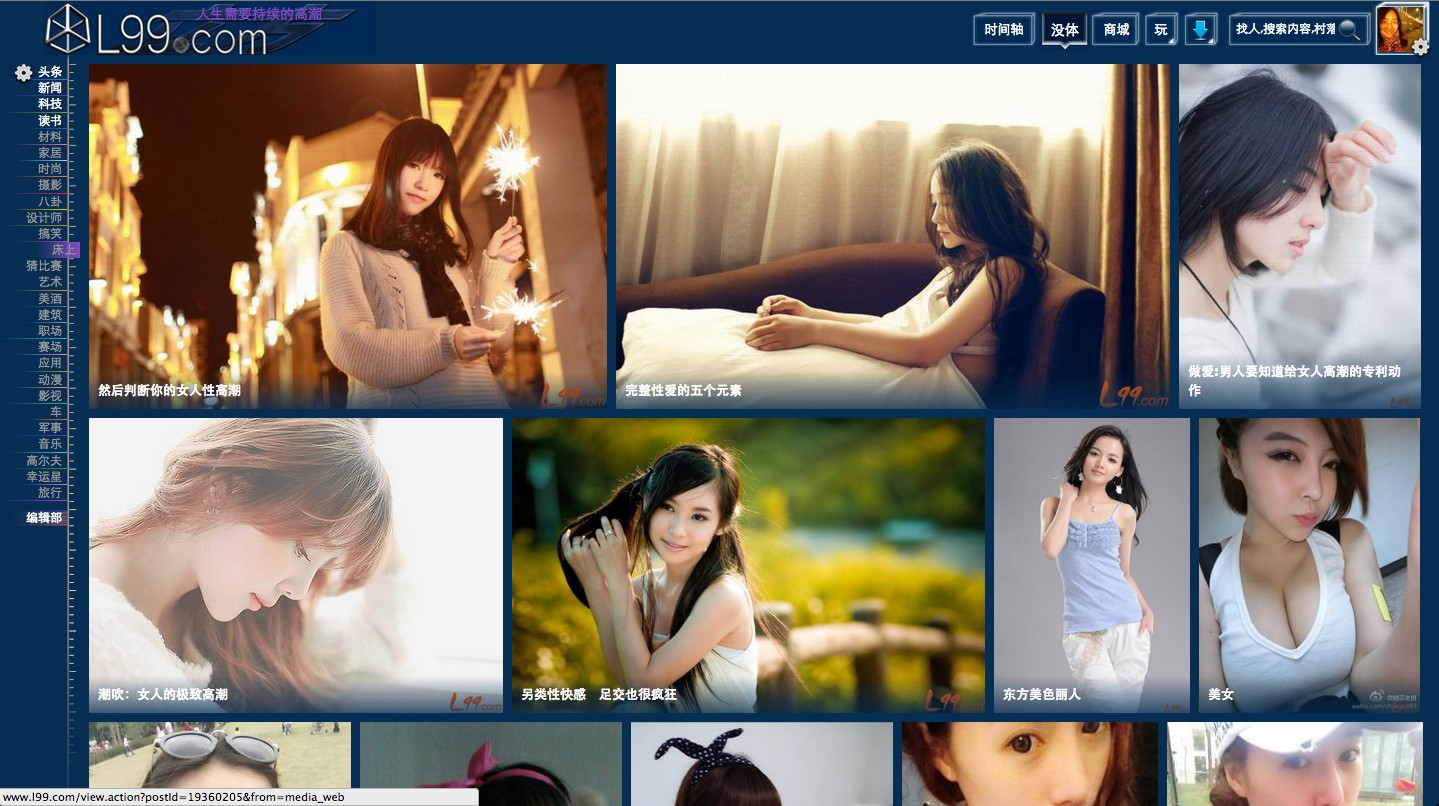 人生需要持续的高潮
L99.com
时间轴
没体
商城
玩
找人,搜索内容,村落
头条
新闻
科技
读书
材料
家居
时尚
摄影
八卦
设计师
搞笑
床上
猜比赛
艺术
美酒
建筑
职场
赛场
应用
动漫
影视
车
军事
音乐
高尔夫
幸运星
旅行
编辑部
然后判断你的女人性高潮
L99.com
完整性爱的五个元素
L99.com
做爱:男人要知道给女人高潮的专利动
作
L99.com
潮吹：女人的极致高潮
L99.com
另类性快感　足交也很疯狂
L99.com
东方美色丽人
L99.com
美女
www.l99.com/view.action?postId=19360205&from=media_web